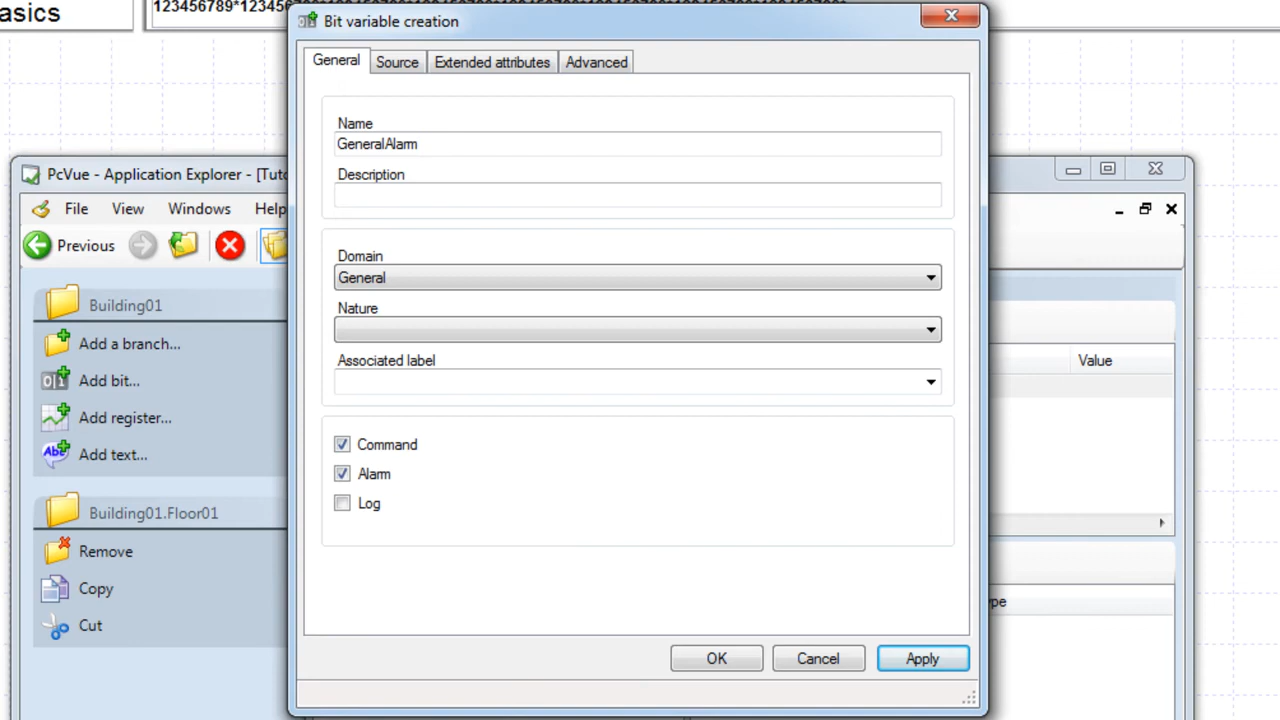 asics
Bit variable creation
General
Source
Extended attributes
Advanced
Name
GeneralAlarm
Description
Domain
General
Nature
Associated label
Command
Alarm
Log
OK
Cancel
Apply
PcVue - Application Explorer - [Tuto
File
View
Windows
Help
Previous
Building01
Add a branch...
Add bit...
Add register...
Add text...
Building01.Floor01
Remove
Copy
Cut
Value
ype